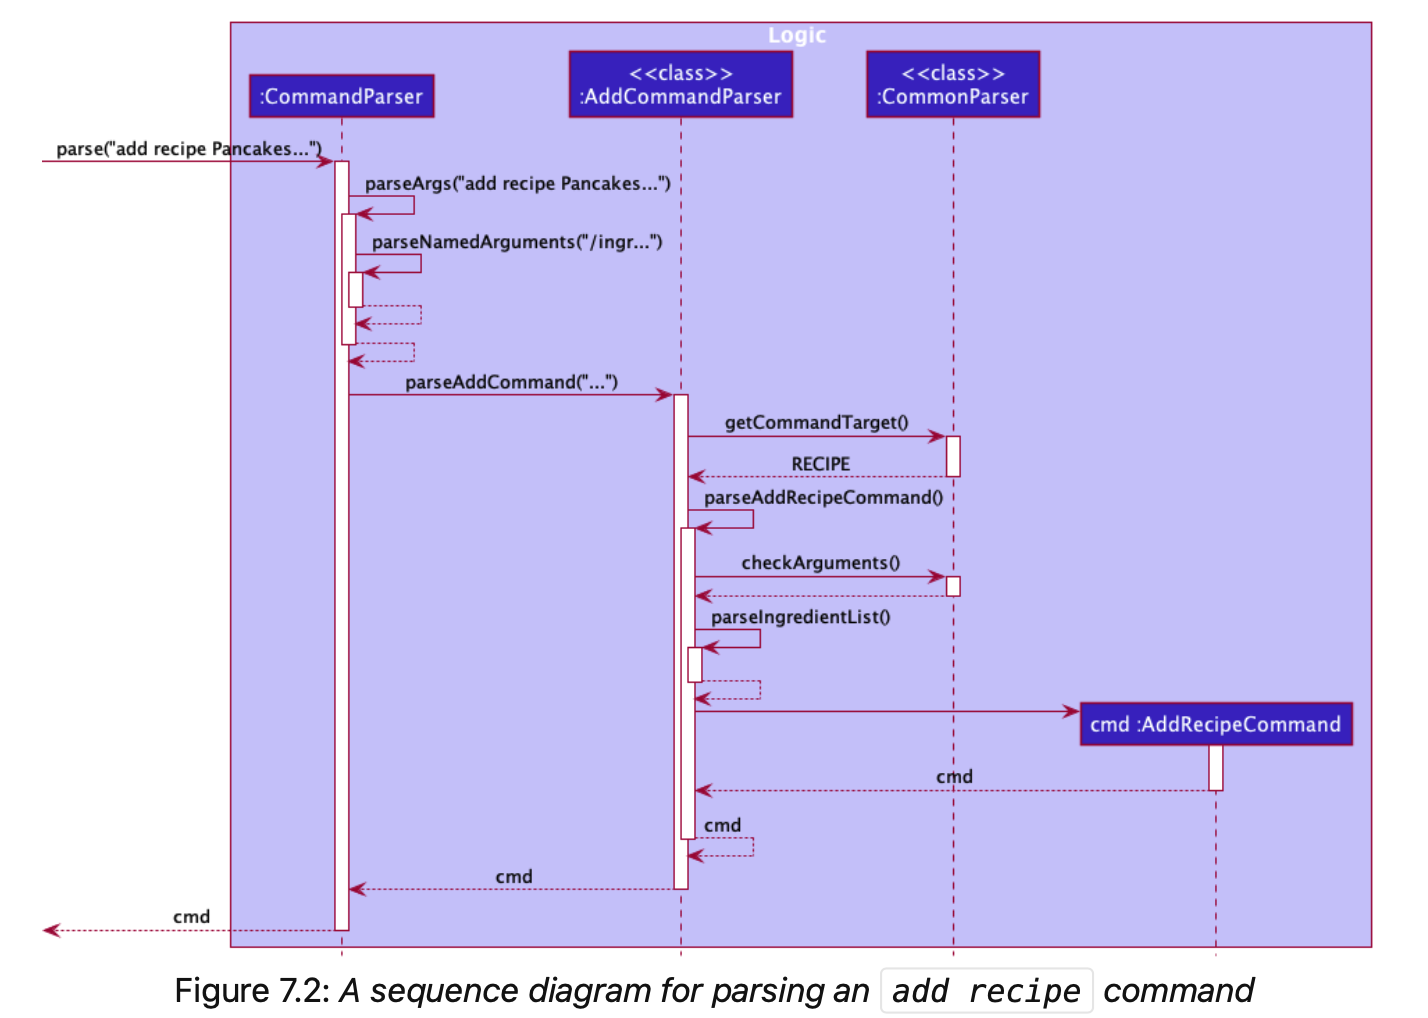 Logic
<<class>>
<<class>>
:CommandParser
:AddCommandParser
:CommonParser
parse("add recipe Pancakes...")
parseArgs("add recipe Pancakes...")
parseNamedArguments("/ingr...")
parseAddCommand("...")
getCommandTarget()
RECIPE
parseAddRecipeCommand()
checkArguments()
parseIngredientList()
cmd :AddRecipeCommand
cmd
cmd
cmd
cmd
Figure 7.2: A sequence diagram for parsing an add recipe command